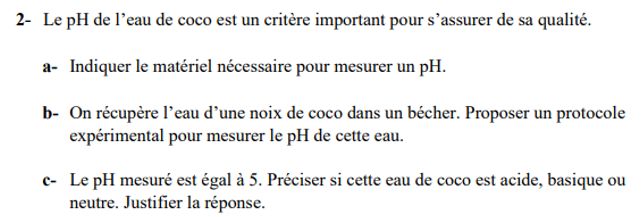 2- Le pH de l’eau de coco est un critère important pour s’assurer de sa qualité.
a- Indiquer le matériel nécessaire pour mesurer un pH.
b- On récupère l’eau d’une noix de coco dans un bécher. Proposer un protocole
expérimental pour mesurer le pH de cette eau.
c- Le pH mesuré est égal à 5. Préciser si cette eau de coco est acide, basique ou
neutre. Justifier la réponse.